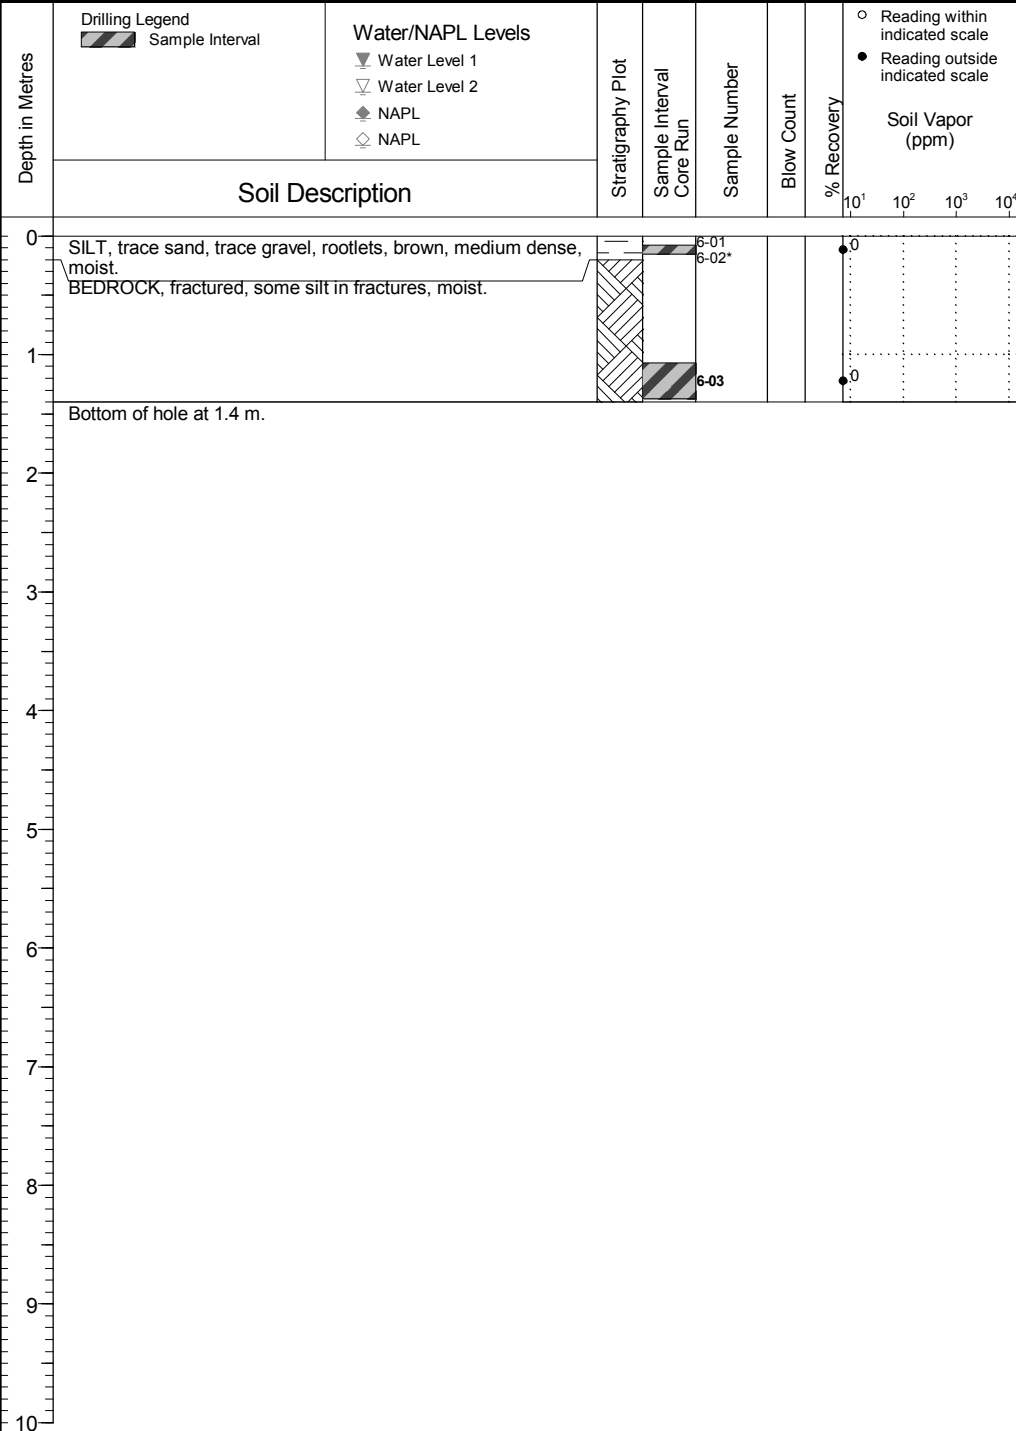 Depth in Metres
Drilling Legend
Sample Interval
Water/NAPL Levels
Water Level 1
Water Level 2
NAPL
NAPL
Soil Description
Stratigraphy Plot
Sample Interval
Core Run
Sample Number
Blow Count
% Recovery
Reading within
indicated scale
Reading outside
indicated scale
Soil Vapor
(ppm)
10¹ 10² 10³ 10⁴
0
SILT, trace sand, trace gravel, rootlets, brown, medium dense,
moist.
6-01
6-02*
0
BEDROCK, fractured, some silt in fractures, moist.
1
6-03
0
Bottom of hole at 1.4 m.
2
3
4
5
6
7
8
9
10